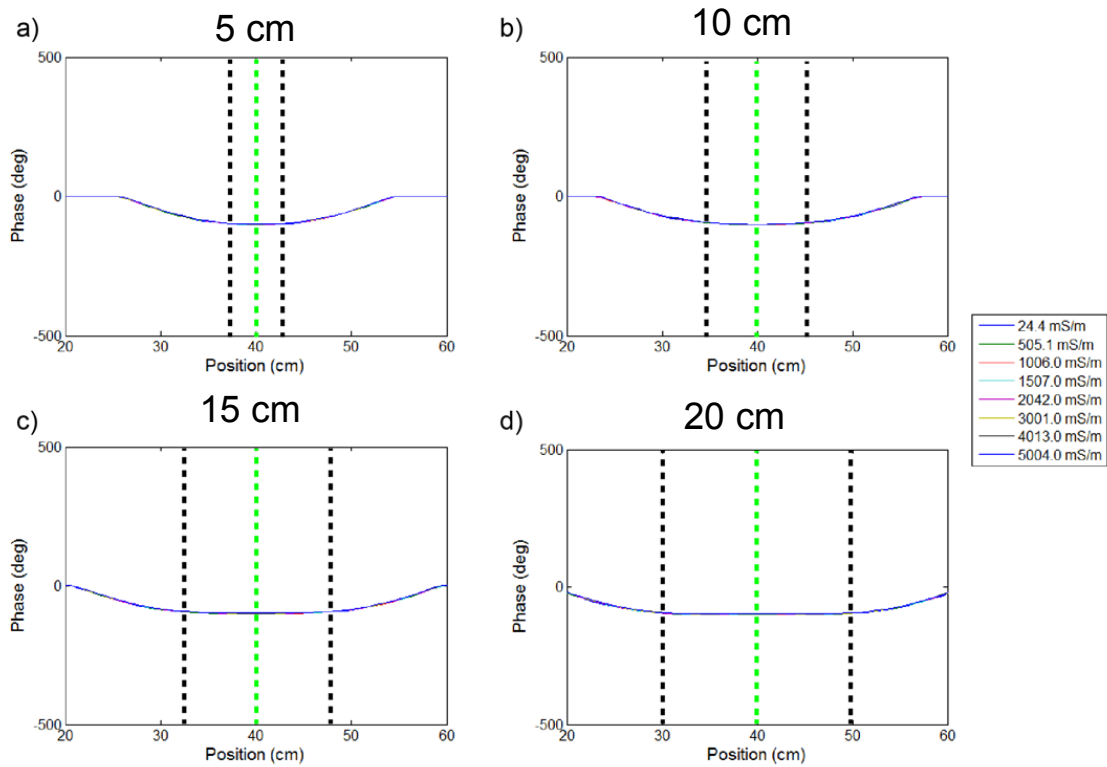 a)
5 cm
500
0
-500
Phase (deg)
20 30 40 50 60
Position (cm)
b)
10 cm
500
0
-500
Phase (deg)
20 30 40 50 60
Position (cm)
24.4 mS/m
505.1 mS/m
1006.0 mS/m
1507.0 mS/m
2042.0 mS/m
3001.0 mS/m
4013.0 mS/m
5004.0 mS/m
c)
15 cm
500
0
-500
Phase (deg)
20 30 40 50 60
Position (cm)
d)
20 cm
500
0
-500
Phase (deg)
20 30 40 50 60
Position (cm)